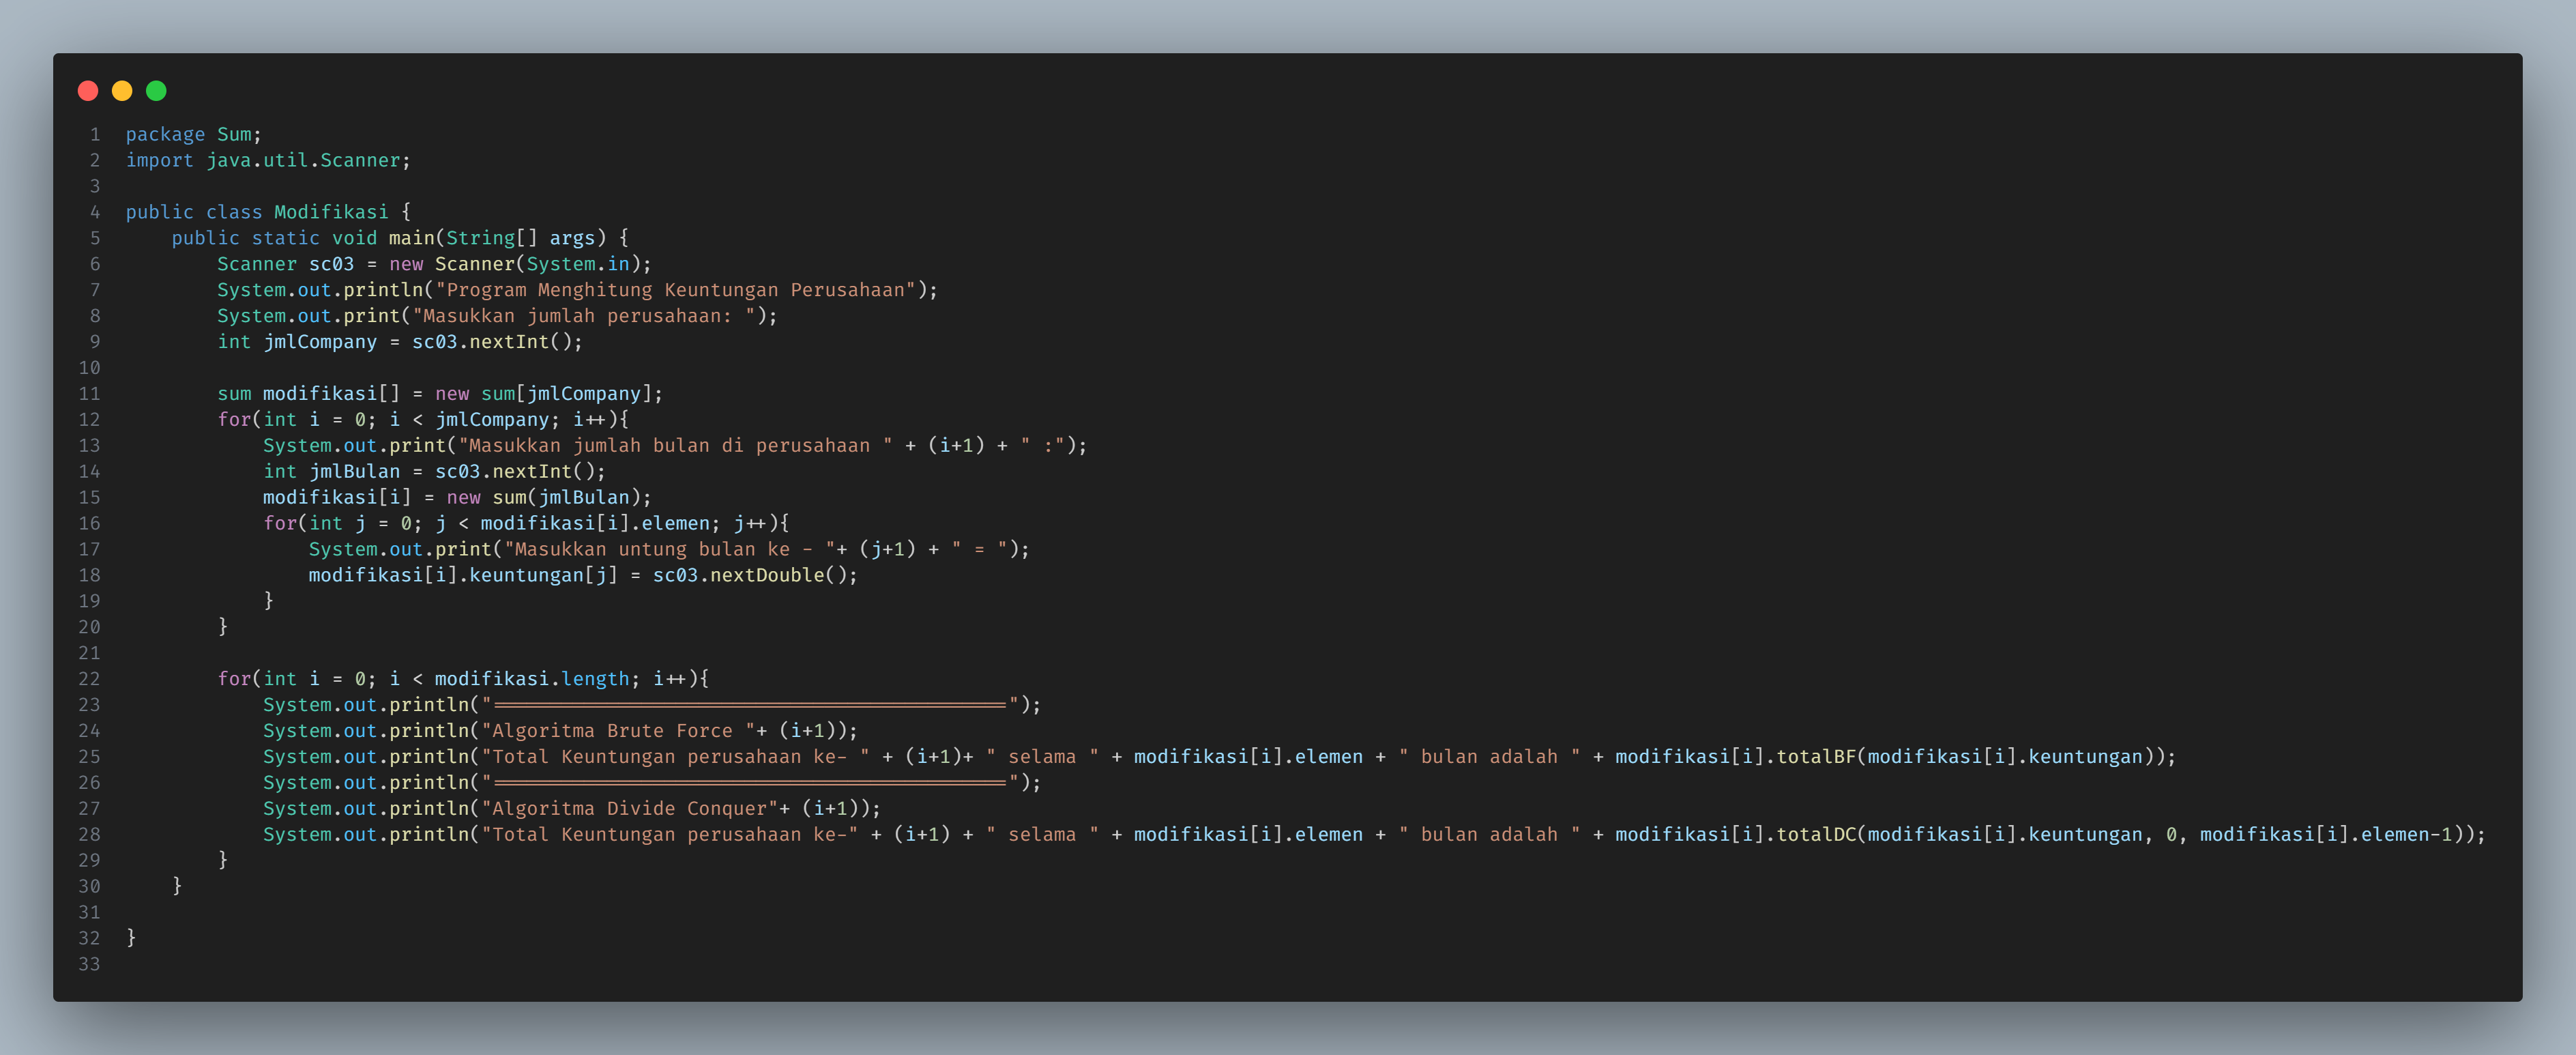 1 package Sum;
2 import java.util.Scanner;
3
4 public class Modifikasi {
5     public static void main(String[] args) {
6         Scanner sc03 = new Scanner(System.in);
7         System.out.println("Program Menghitung Keuntungan Perusahaan");
8         System.out.print("Masukkan jumlah perusahaan: ");
9         int jmlCompany = sc03.nextInt();
10
11         sum modifikasi[] = new sum[jmlCompany];
12         for(int i = 0; i < jmlCompany; i++){
13             System.out.print("Masukkan jumlah bulan di perusahaan " + (i+1) + " :");
14             int jmlBulan = sc03.nextInt();
15             modifikasi[i] = new sum(jmlBulan);
16             for(int j = 0; j < modifikasi[i].elemen; j++){
17                 System.out.print("Masukkan untung bulan ke - "+ (j+1) + " = ");
18                 modifikasi[i].keuntungan[j] = sc03.nextDouble();
19             }
20         }
21
22         for(int i = 0; i < modifikasi.length; i++){
23             System.out.println("=============================================");
24             System.out.println("Algoritma Brute Force "+ (i+1));
25             System.out.println("Total Keuntungan perusahaan ke- " + (i+1)+ " selama " + modifikasi[i].elemen + " bulan adalah " + modifikasi[i].totalBF(modifikasi[i].keuntungan));
26             System.out.println("=============================================");
27             System.out.println("Algoritma Divide Conquer"+ (i+1));
28             System.out.println("Total Keuntungan perusahaan ke-" + (i+1) + " selama " + modifikasi[i].elemen + " bulan adalah " + modifikasi[i].totalDC(modifikasi[i].keuntungan, 0, modifikasi[i].elemen-1));
29         }
30     }
31
32 }
33